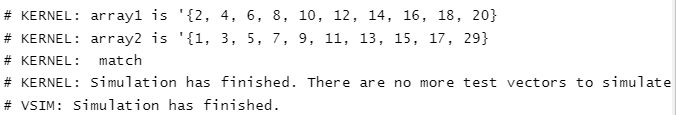 # KERNEL: array1 is '{2, 4, 6, 8, 10, 12, 14, 16, 18, 20}
# KERNEL: array2 is '{1, 3, 5, 7, 9, 11, 13, 15, 17, 29}
# KERNEL:  match
# KERNEL: Simulation has finished. There are no more test vectors to simulate
# VSIM: Simulation has finished.